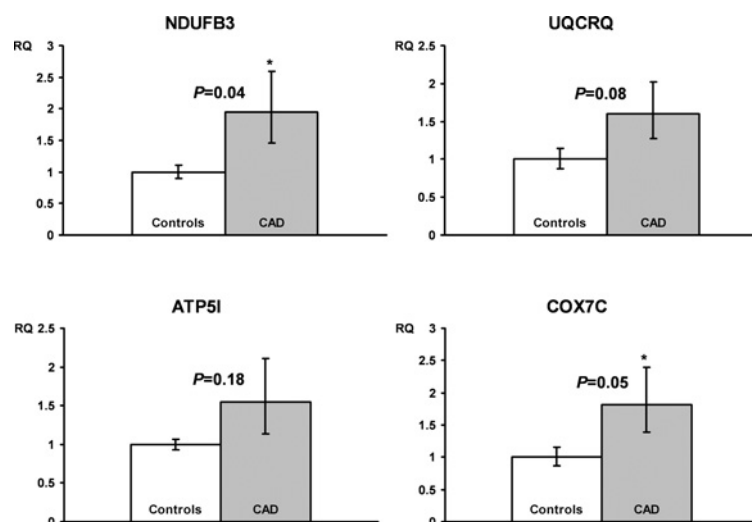 NDUFB3
RQ 3
2.5
2
1.5
1
0.5
0
*
P=0.04
Controls
CAD
UQCRQ
RQ 2.5
2
1.5
1
0.5
0
P=0.08
Controls
CAD
ATP5I
RQ 2.5
2
1.5
1
0.5
0
P=0.18
Controls
CAD
COX7C
RQ 3
2.5
2
1.5
1
0.5
0
*
P=0.05
Controls
CAD